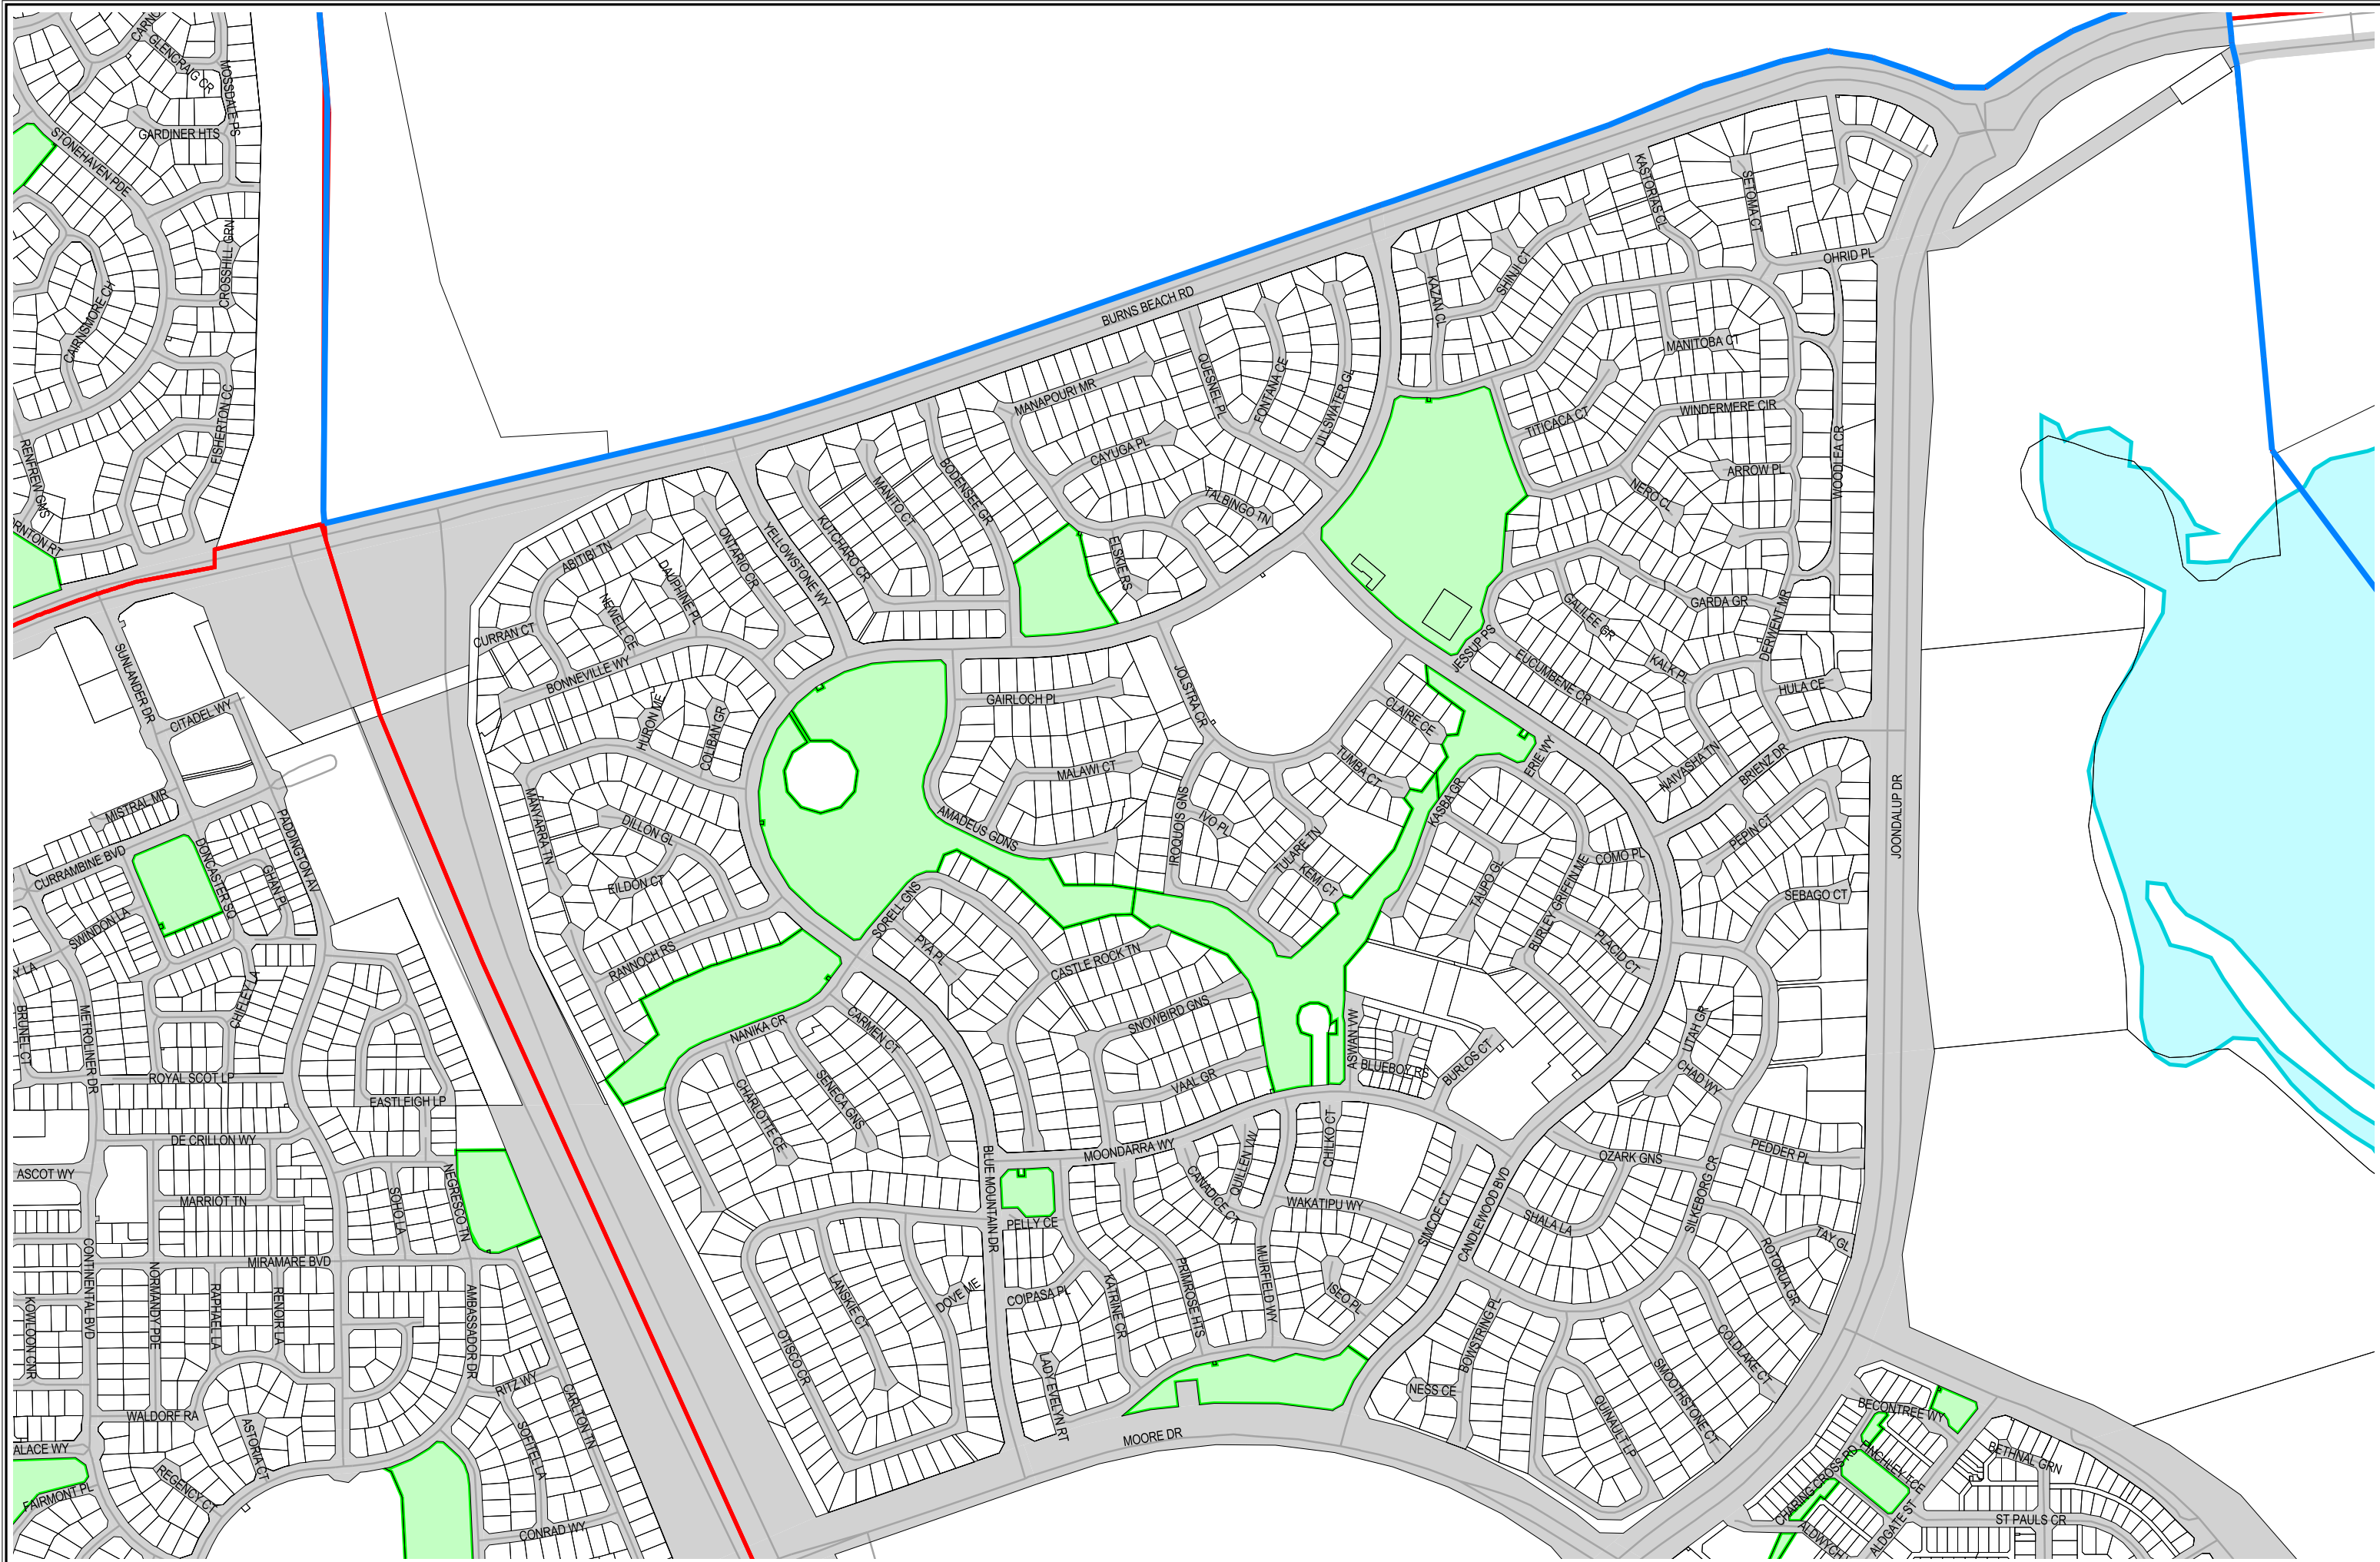 GLENCRAIG CR
MOSSDALE PS
GARDINER HTS
STONEHAVEN PDE
CROSSHILL GRN
CAIRNSMORE CH
FISHERTON CC
RENFREW GNS
RNTON RT
BURNS BEACH RD
KASTORIAS CL
SETOMA CT
OHRID PL
SHINJI CT
KAZAN CL
MANITOBA CT
WINDERMERE CIR
TITICACA CT
ARROW PL
NERO CL
WOODLEA CR
QUESNEL PL
FONTANA CE
ULLSWATER GL
MANAPOURI MR
CAYUGA PL
TALBINGO TN
ELSKIE RS
BODENSEE GR
MANITO CT
KUTCHARO CR
YELLOWSTONE WY
ONTARIO CR
ABITIBI TN
DAUPHINE PL
NEWELL CE
CURRAN CT
BONNEVILLE WY
HURON ME
COLIBAN GR
GARDA GR
GALILEE GR
DERWENT MR
KALK PL
HULA CE
JESSUP PS
EUCUMBENE CR
NAIVASHA TN
BRIENZ DR
JOONDALUP DR
PEPIN CT
SEBAGO CT
GAIRLOCH PL
JOLSTRA CR
CLAIRE CE
TUMBA CT
ERIE WY
KASBA GR
MALAWI CT
AMADEUS GDNS
IROQUOIS GNS
IVO PL
TULARE TN
KEMI CT
COMO PL
TAUPO GL
BURLEY GRIFFIN ME
PLACID CT
MANYARRA TN
DILLON GL
EILDON CT
RANNOCH RS
SORELL GNS
PYA PL
CASTLE ROCK TN
SNOWBIRD GNS
VAAL GR
ASWAN VW
BLUEBOY RS
BURLOS CT
UTAH GR
CHAD WY
PEDDER PL
OZARK GNS
SILKEBORG CR
SHALA LA
TAY GL
ROTORUA GR
COLDLAKE CT
SMOOTHSTONE CT
QUINAULT LP
BOWSTRING PL
NESS CE
CANDLEWOOD BVD
SIMCOE CT
ISEO PL
WAKATIPU WY
CHILKO CT
QUILLEN VW
CANADICE CT
MUIRFIELD WY
PRIMROSE HTS
KATRINE CR
MOONDARRA WY
PELLY CE
COIPASA PL
LADY EVELYN RT
BLUE MOUNTAIN DR
DOVE ME
LANSKIE CT
OTISCO CR
NANIKA CR
CARMEN CT
SENECA GNS
CHARLOTTE CE
MOORE DR
SUNLANDER DR
CITADEL WY
MISTRAL MR
CURRAMBINE BVD
PADDINGTON AV
DONCASTER SQ
GHAN PL
SWINDON LA
Y LA
BRUNEL CT
METROLINER DR
CHIFLEY LA
ROYAL SCOT LP
EASTLEIGH LP
DE CRILLON WY
ASCOT WY
MARRIOT TN
SOHO LA
NEGRESCO TN
MIRAMARE BVD
CONTINENTAL BVD
NORMANDY PDE
RAPHAEL LA
RENOIR LA
KOWLOON CNR
AMBASSADOR DR
RITZ WY
CARLTON TN
SOFITEL LA
CONRAD WY
WALDORF RA
ASTORIA CT
ALACE WY
REGENCY CT
FAIRMONT PL
BECONTREE WY
FINCHLEY TCE
CHARING CROSS RD
BETHNAL GRN
ST PAULS CR
ALDGATE ST
ALDWYCH